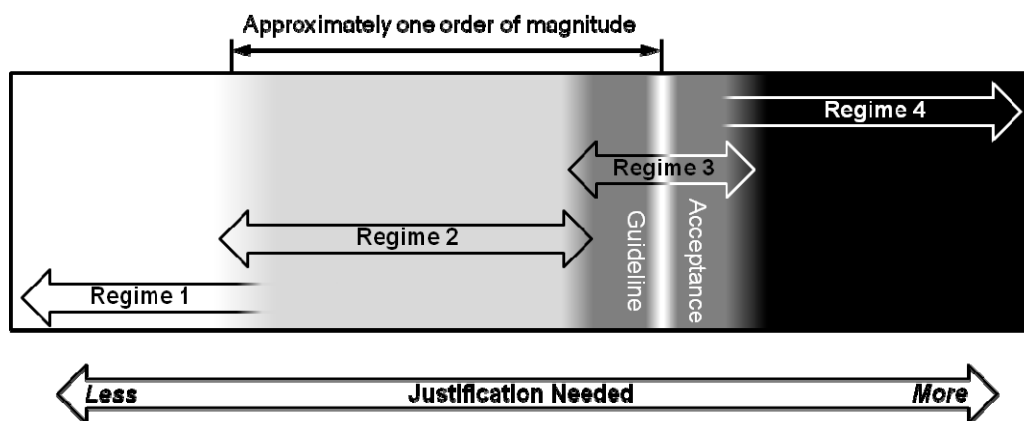 Approximately one order of magnitude
Regime 4
Regime 3
Guideline
Acceptance
Regime 2
Regime 1
Less
Justification Needed
More